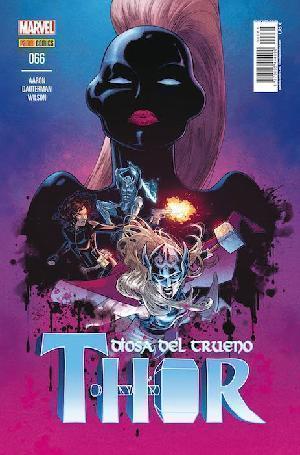 MARVEL
PANINI COMICS
066
AARON
DAUTERMAN
WILSON
DIOSA DEL TRUENO
THOR